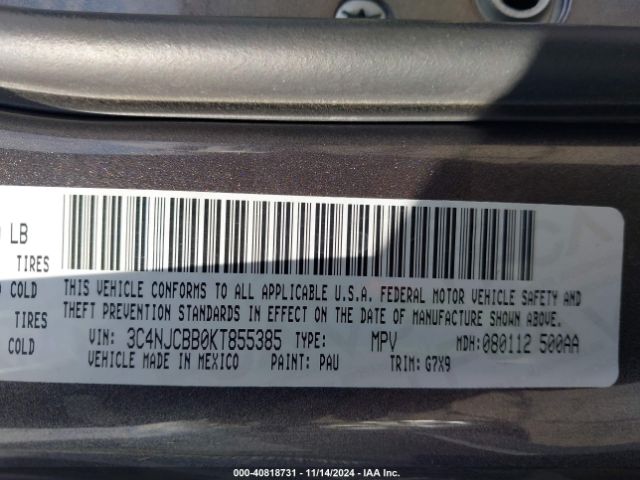 LB
TIRES
COLD
TIRES
COLD
THIS VEHICLE CONFORMS TO ALL APPLICABLE U.S.A. FEDERAL MOTOR VEHICLE SAFETY AND
THEFT PREVENTION STANDARDS IN EFFECT ON THE DATE OF MANUFACTURE SHOWN ABOVE.
VIN: 3C4NJCBB0KT855385 TYPE: MPV MDH: 080112 500AA
VEHICLE MADE IN MEXICO PAINT: PAU TRIM: G7X9
000-40818731 - 11/14/2024 - IAA Inc.